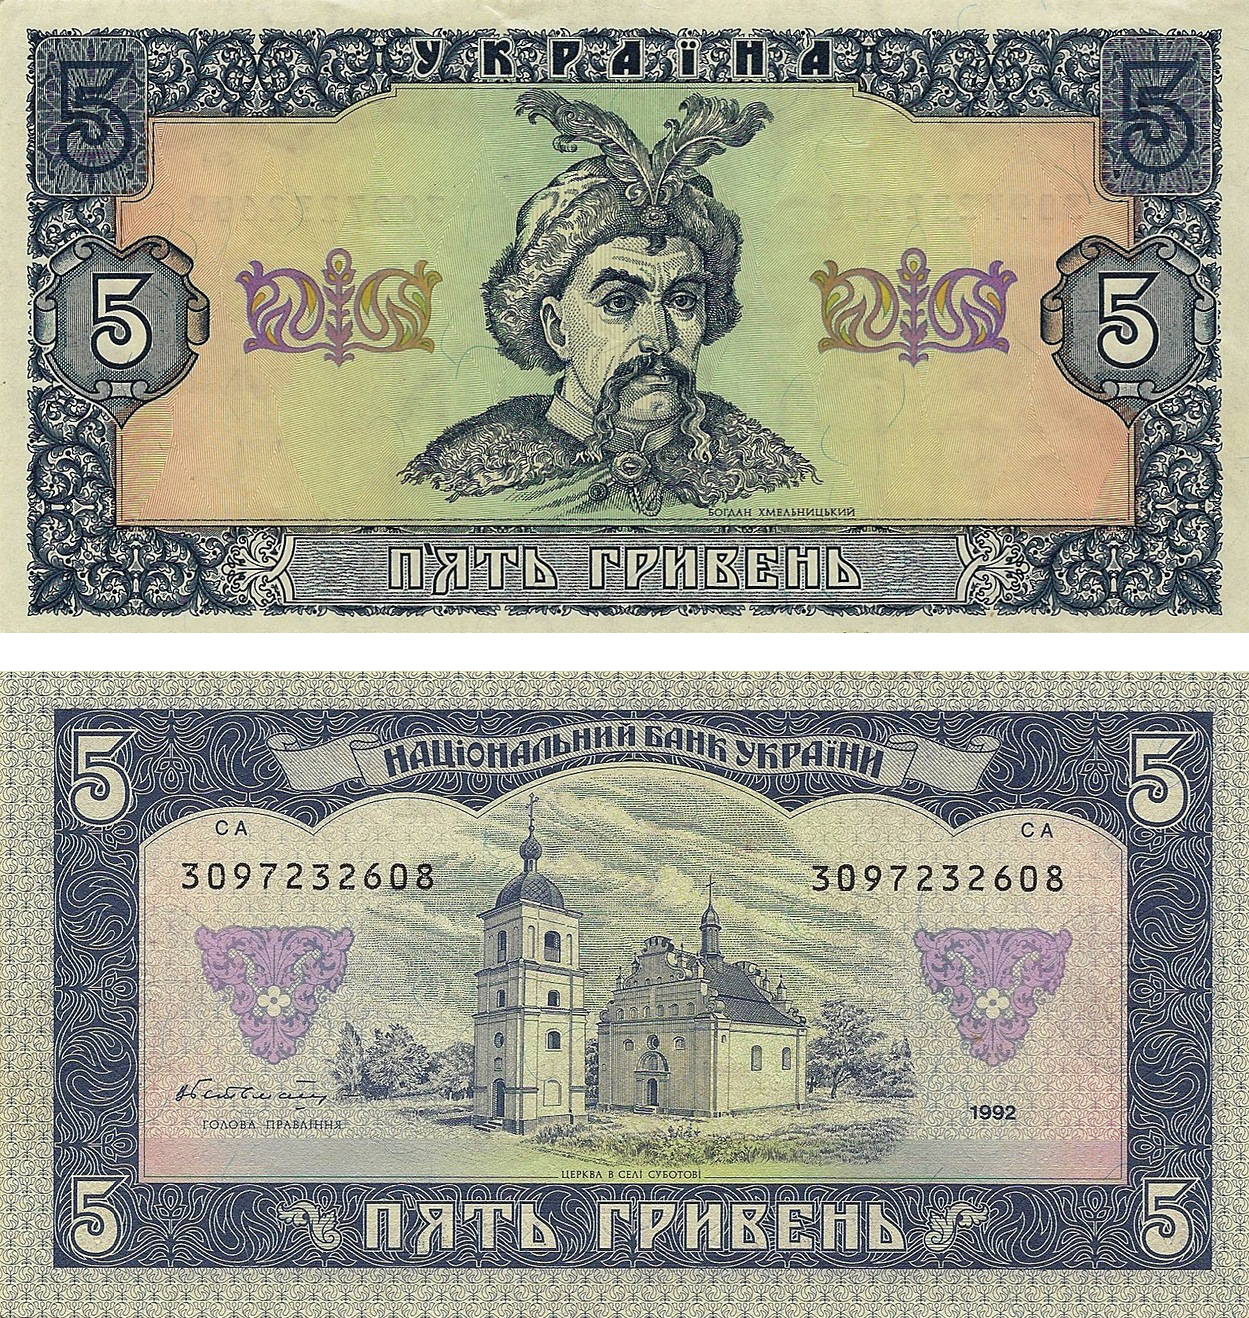 УКРАЇНА
5 5
5 5
БОГДАН ХМЕЛЬНИЦЬКИЙ
П'ЯТЬ ГРИВЕНЬ
НАЦІОНАЛЬНИЙ БАНК УКРАЇНИ
5 5
СА СА
3097232608 3097232608
1992
ГОЛОВА ПРАВЛІННЯ
ЦЕРКВА В СЕЛІ СУБОТОВІ
5 5
П'ЯТЬ ГРИВЕНЬ